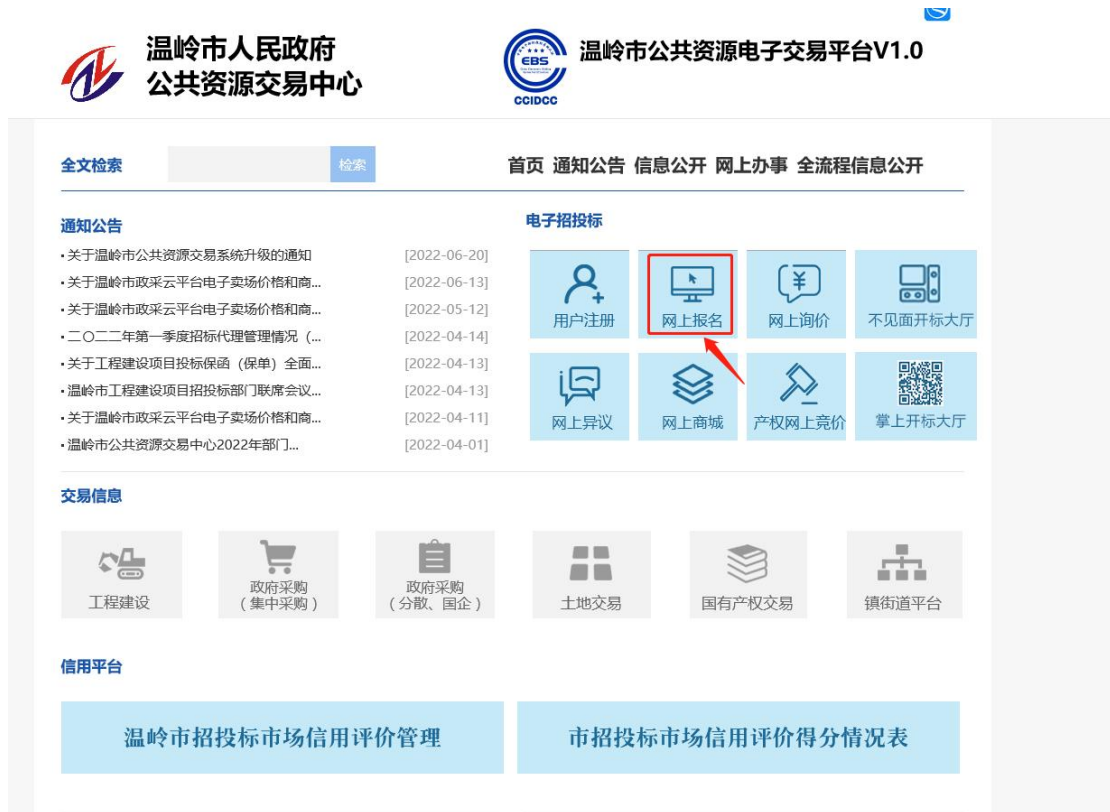 温岭市人民政府
公共资源交易中心
EBS
CCIDCC
温岭市公共资源电子交易平台V1.0
全文检索
检索
首页 通知公告 信息公开 网上办事 全流程信息公开
通知公告
·关于温岭市公共资源交易系统升级的通知 [2022-06-20]
·关于温岭市政采云平台电子卖场价格和商... [2022-06-13]
·关于温岭市政采云平台电子卖场价格和商... [2022-05-12]
·二〇二二年第一季度招标代理管理情况（... [2022-04-14]
·关于工程建设项目投标保函（保单）全面... [2022-04-13]
·温岭市工程建设项目招投标部门联席会议... [2022-04-13]
·关于温岭市政采云平台电子卖场价格和商... [2022-04-11]
·温岭市公共资源交易中心2022年部门... [2022-04-01]
电子招投标
用户注册
网上报名
网上询价
不见面开标大厅
网上异议
网上商城
产权网上竞价
掌上开标大厅
交易信息
工程建设
政府采购
（集中采购）
政府采购
（分散、国企）
土地交易
国有产权交易
镇街道平台
信用平台
温岭市招投标市场信用评价管理
市招投标市场信用评价得分情况表